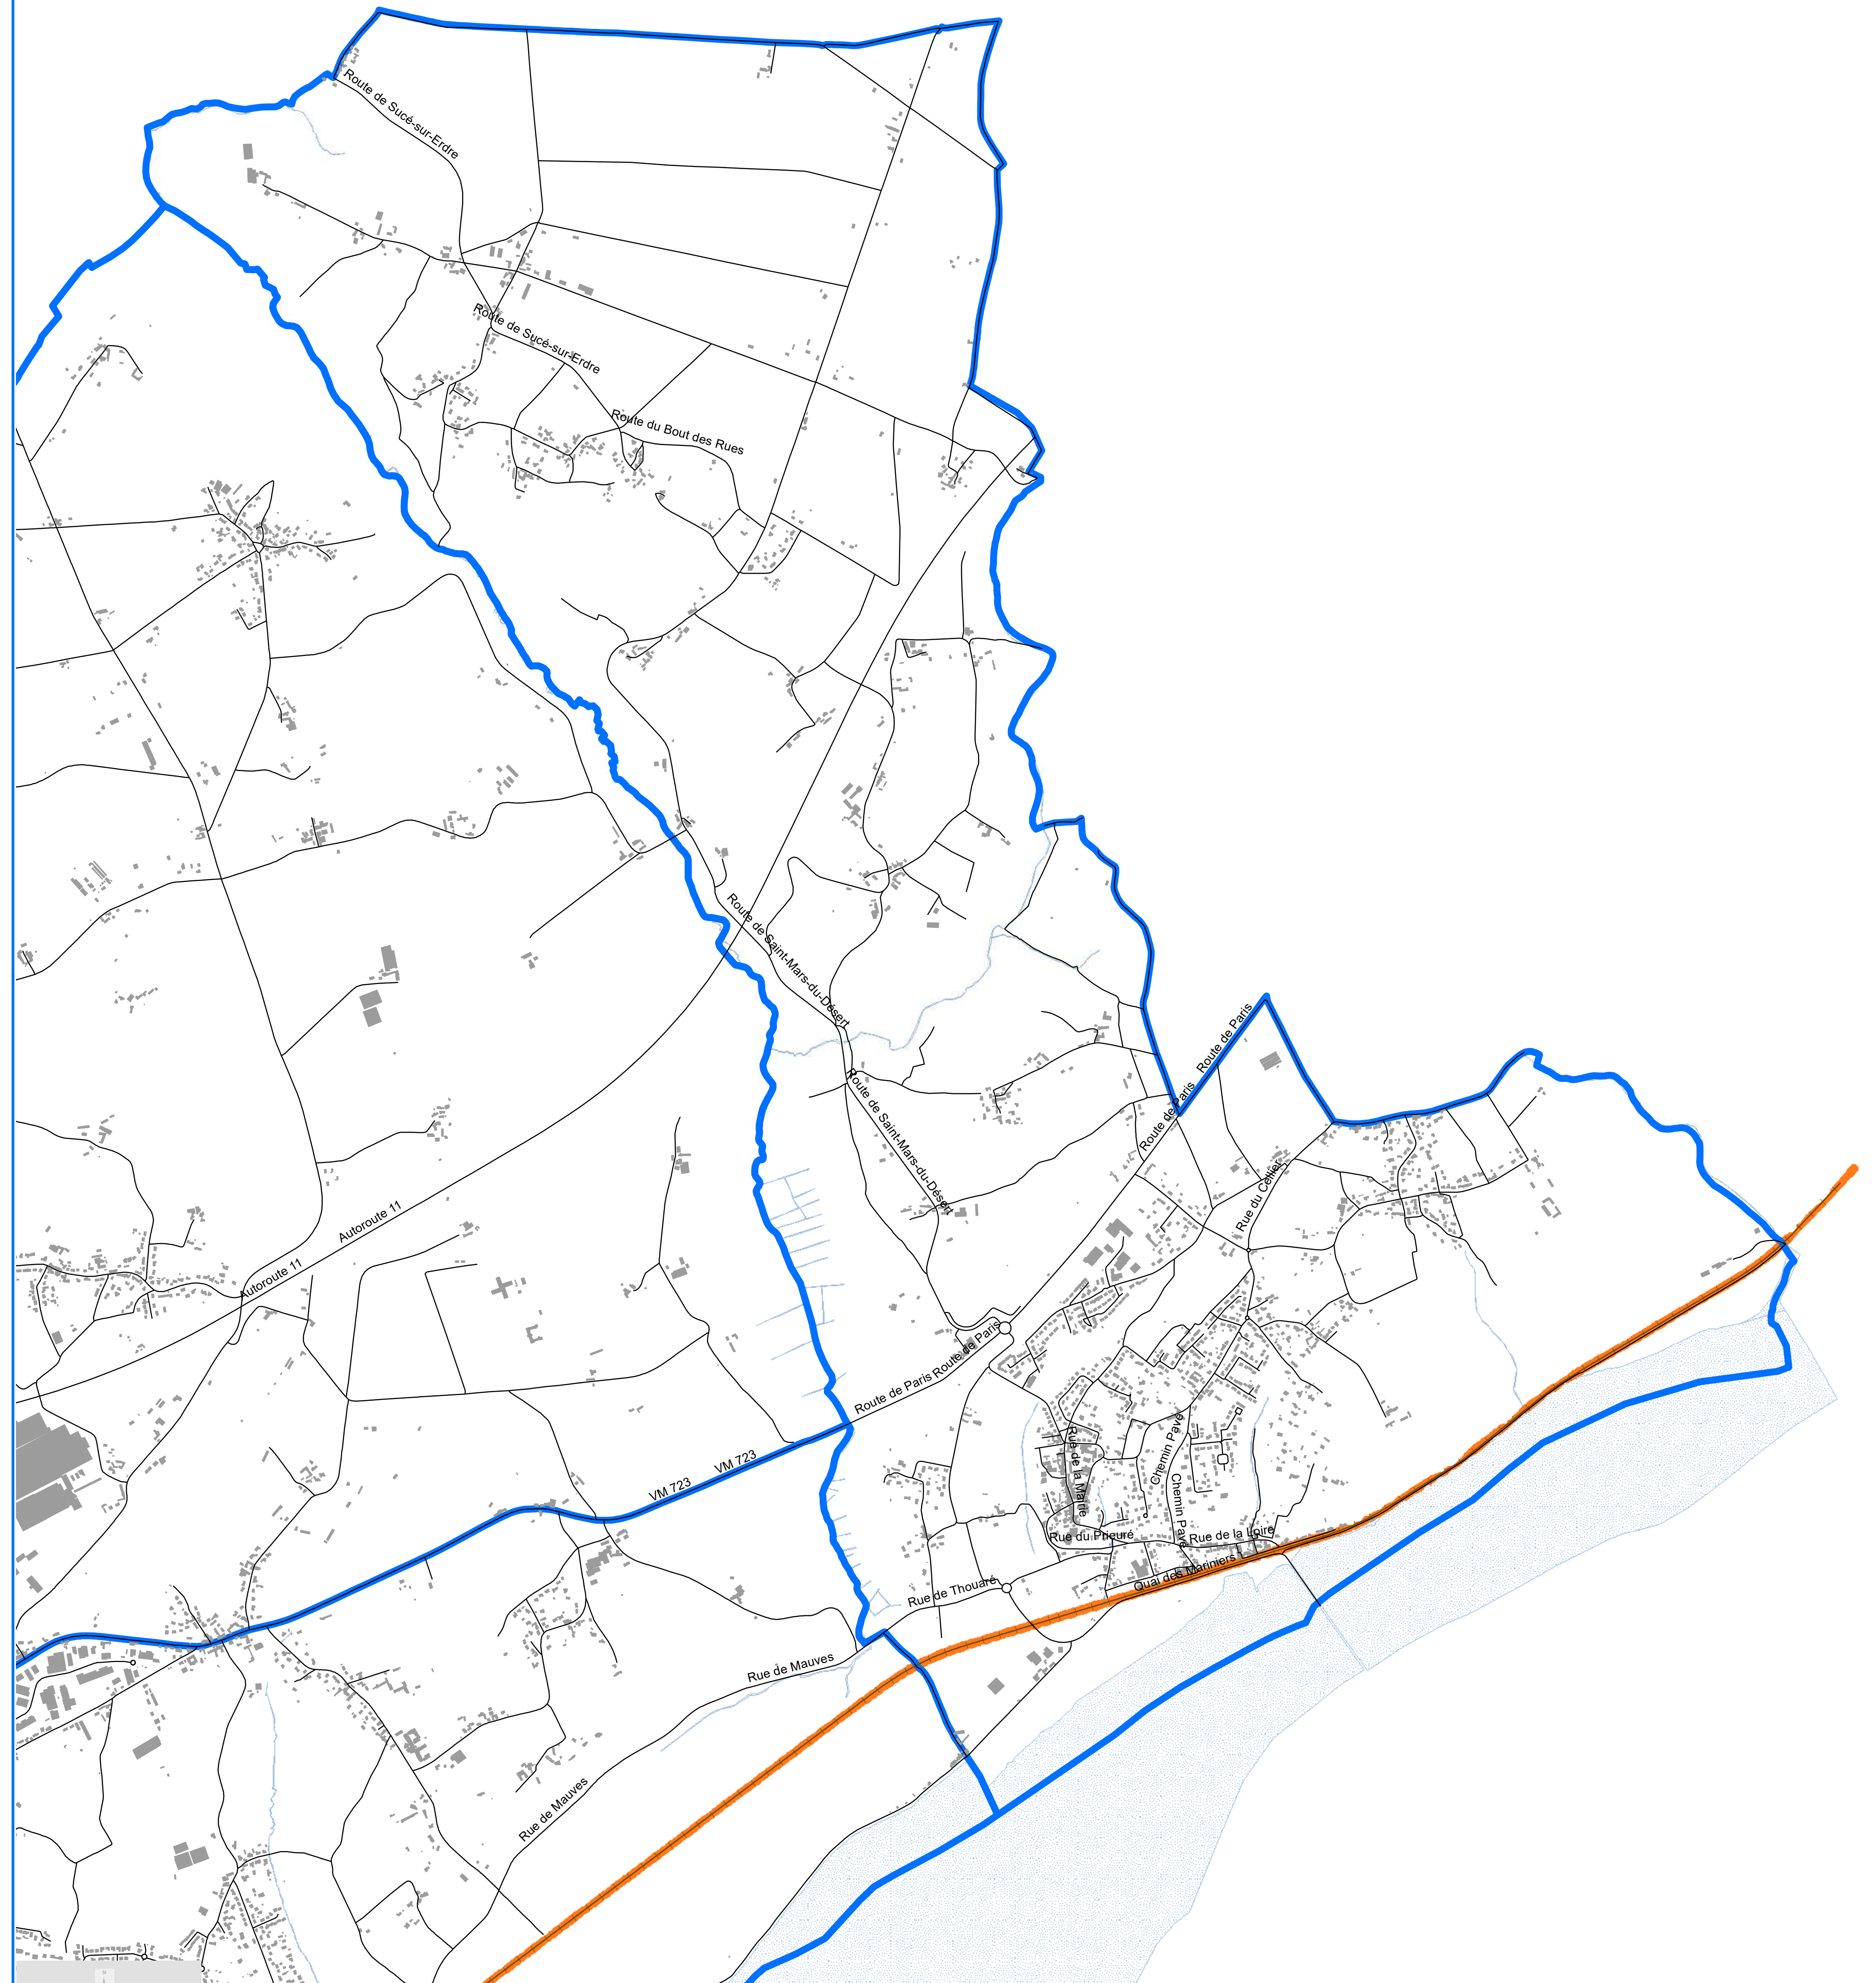 Route de Sucé-sur-Erdre
Route de Sucé-sur-Erdre
Route du Bout des Rues
Route de Saint-Mars-du-Désert
Route de Paris
Route de Saint-Mars-du-Désert
Route de Paris
Rue du Cellier
Autoroute 11
Autoroute 11
Route de Paris
Route de Paris
Chemin Pavé
Rue de la Mairie
VM 723
VM 723
Chemin Pavé
Rue du Prieuré
Rue de la Loire
Quai des Mariniers
Rue de Thouaré
Rue de Mauves
Rue de Mauves